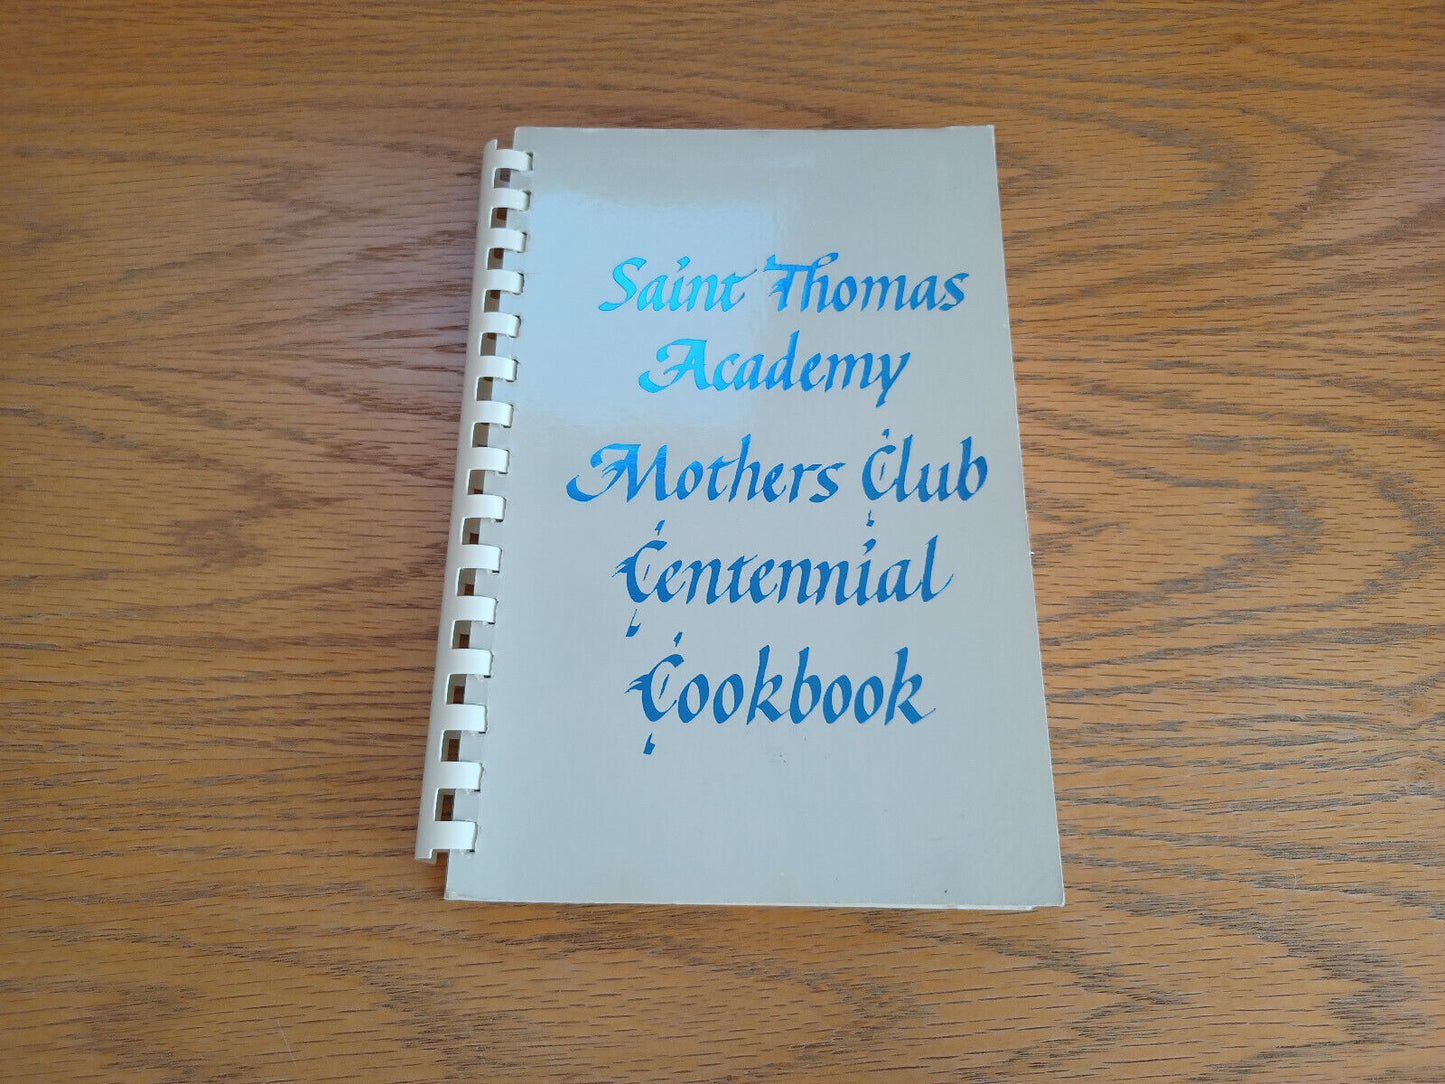 Saint Thomas
Academy
Mothers Club
Centennial
Cookbook